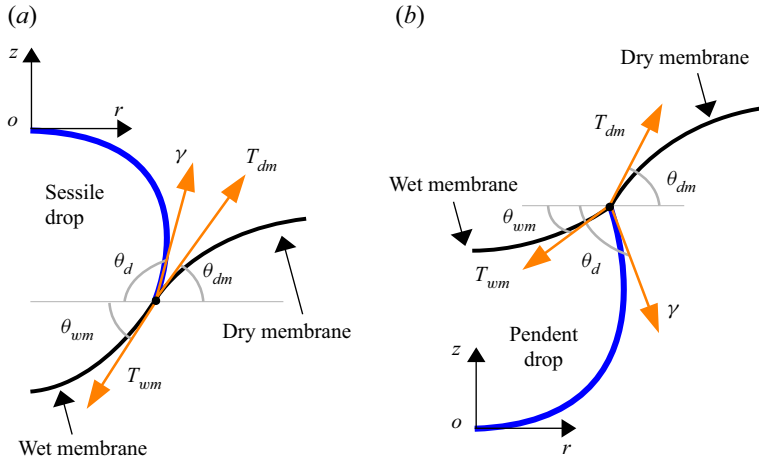 (a)
z
o
r
γ
T_dm
Sessile
drop
θ_d
θ_dm
θ_wm
Dry membrane
T_wm
Wet membrane
(b)
Dry membrane
T_dm
Wet membrane
θ_dm
θ_wm
θ_d
T_wm
γ
Pendent
drop
z
o
r